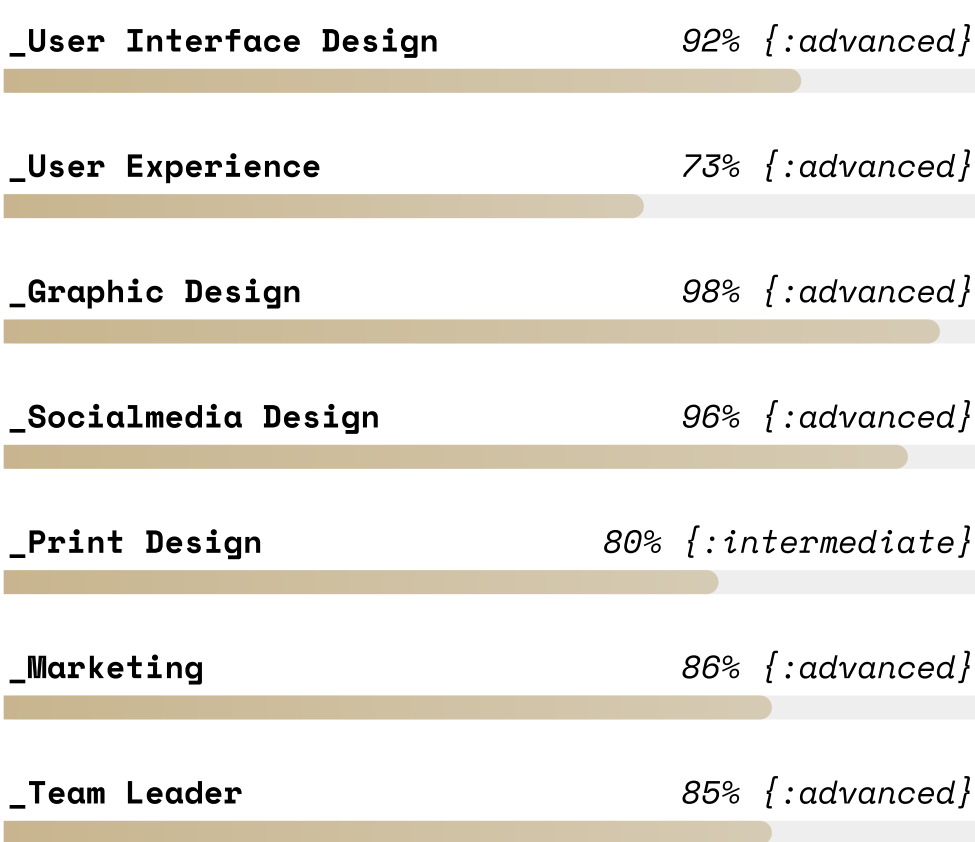 _User Interface Design 92% {:advanced}
_User Experience 73% {:advanced}
_Graphic Design 98% {:advanced}
_Socialmedia Design 96% {:advanced}
_Print Design 80% {:intermediate}
_Marketing 86% {:advanced}
_Team Leader 85% {:advanced}